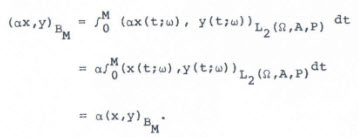 (αx,y)_{B_M} = ∫_0^M (αx(t;ω), y(t;ω))_{L_2(Ω,A,P)} dt
= α∫_0^M (x(t;ω),y(t;ω))_{L_2(Ω,A,P)} dt
= α(x,y)_{B_M}.